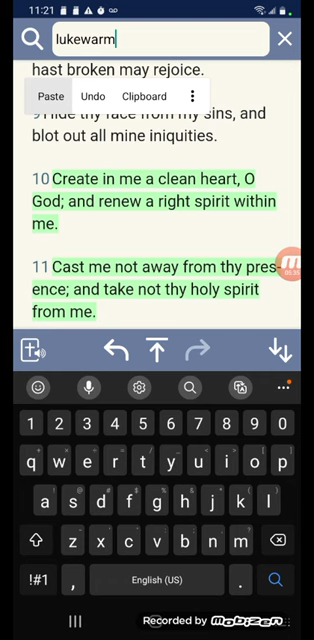 11:21
lukewarm
hast broken may rejoice.
Paste Undo Clipboard
9 Hide thy face from my sins, and
blot out all mine iniquities.
10 Create in me a clean heart, O
God; and renew a right spirit within
me.
11 Cast me not away from thy pres-
ence; and take not thy holy spirit
from me.
1 2 3 4 5 6 7 8 9 0
q w e r t y u i o p
a s d f g h j k l
z x c v b n m
!#1 , English (US) .
Recorded by mobizen